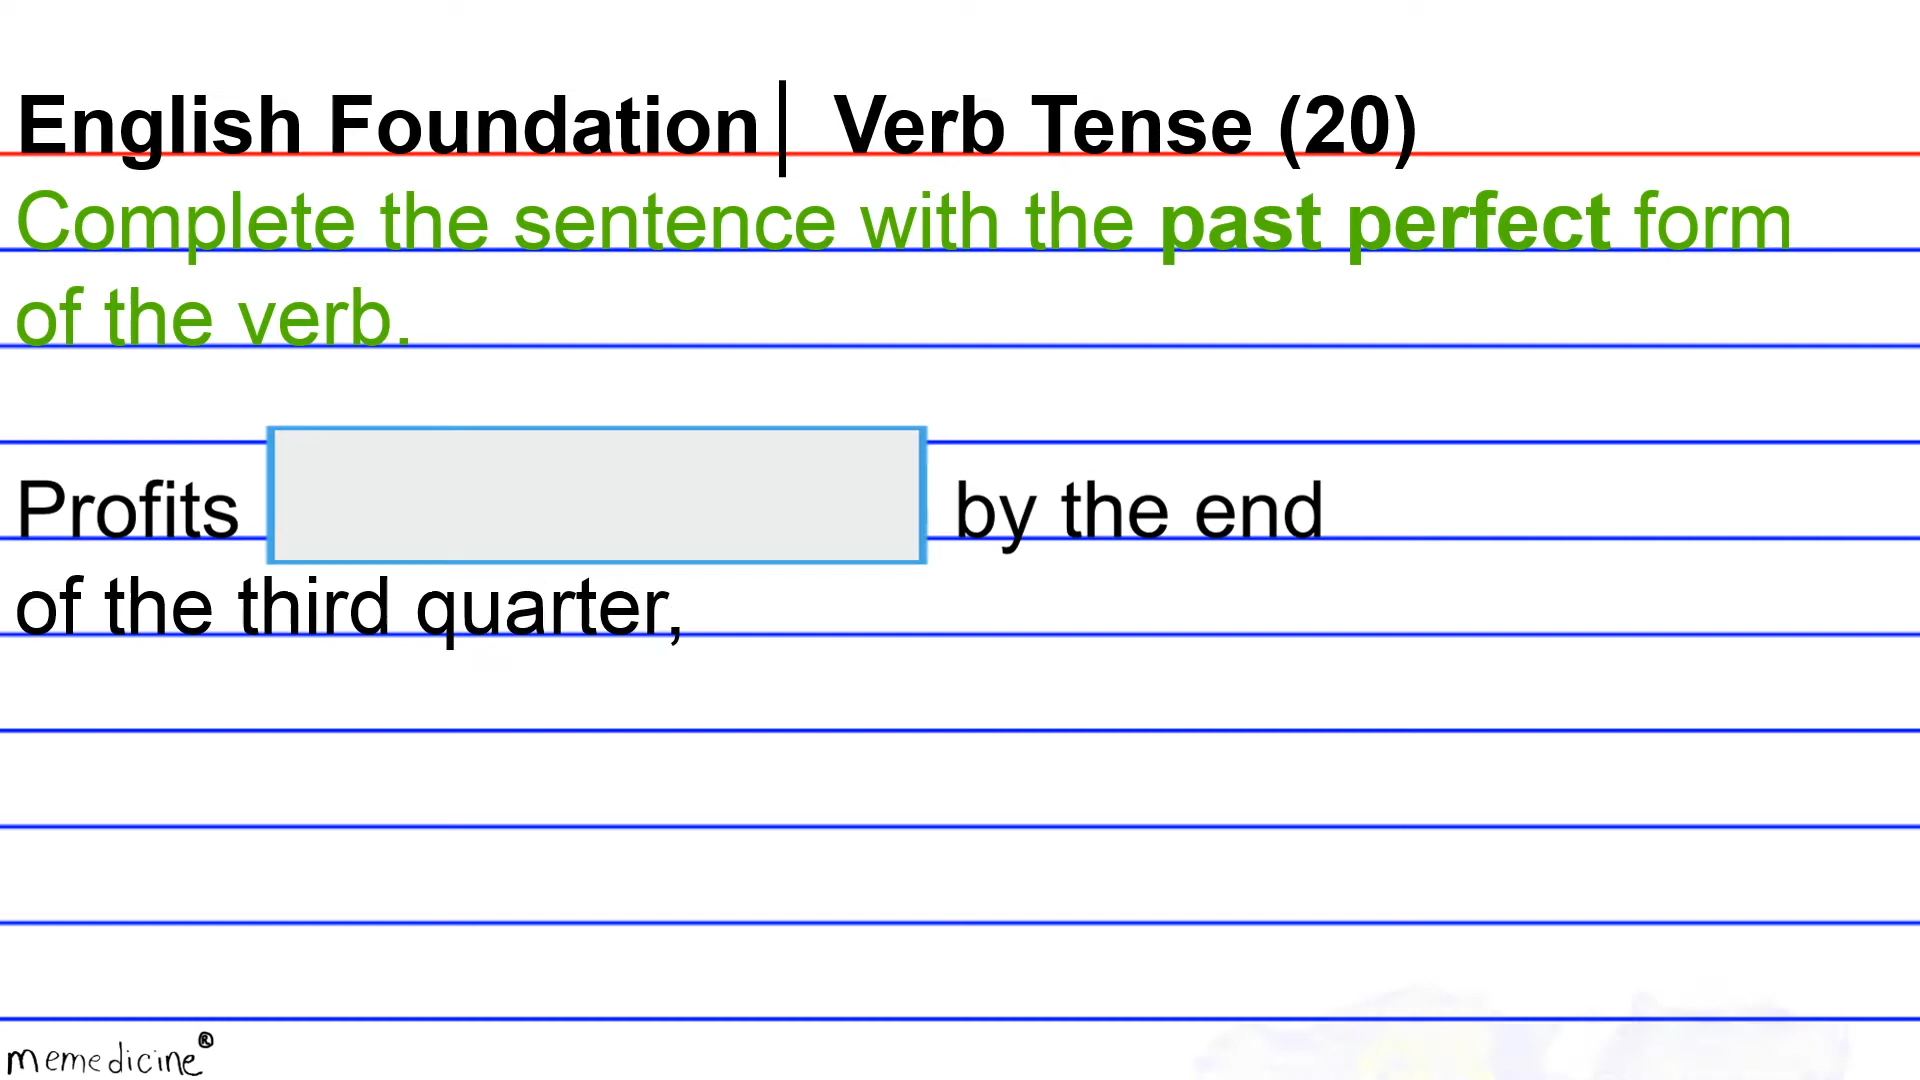 English Foundation| Verb Tense (20)
Complete the sentence with the past perfect form
of the verb.
Profits by the end
of the third quarter,
memedicine®